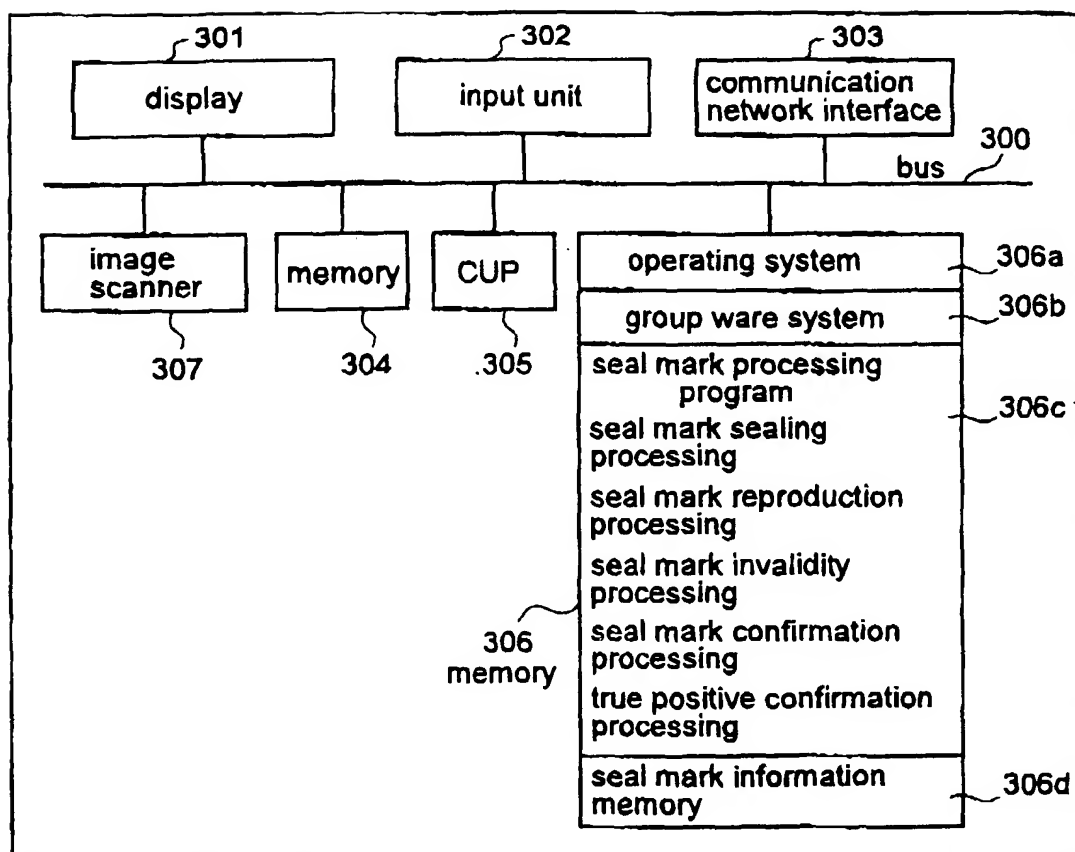 301
302
303
display
input unit
communication
network interface
300
bus
image
scanner
memory
CUP
operating system
306a
group ware system
306b
307
304
.305
seal mark processing
program
306c
seal mark sealing
processing
seal mark reproduction
processing
seal mark invalidity
processing
306
memory
seal mark confirmation
processing
true positive confirmation
processing
seal mark information
memory
306d